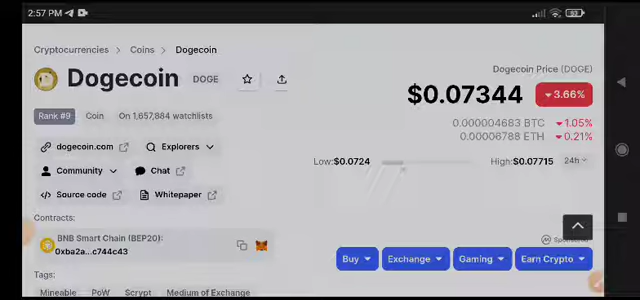 2:57 PM
63
Cryptocurrencies > Coins > Dogecoin
Dogecoin DOGE
Dogecoin Price (DOGE)
$0.07344 3.66%
Rank #9 Coin On 1,657,884 watchlists
0.000004683 BTC 1.05%
0.00006788 ETH 0.21%
dogecoin.com Explorers
Low:$0.0724 High:$0.07715 24h
Community Chat
Source code Whitepaper
Contracts:
BNB Smart Chain (BEP20):
0xba2a...c744c43
Sponsored
Buy Exchange Gaming Earn Crypto
Tags:
Mineable PoW Scrypt Medium of Exchange